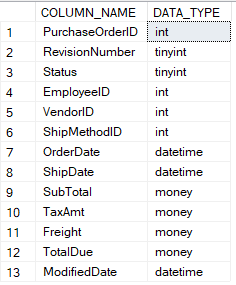 COLUMN_NAME DATA_TYPE
1 PurchaseOrderID int
2 RevisionNumber tinyint
3 Status tinyint
4 EmployeeID int
5 VendorID int
6 ShipMethodID int
7 OrderDate datetime
8 ShipDate datetime
9 SubTotal money
10 TaxAmt money
11 Freight money
12 TotalDue money
13 ModifiedDate datetime